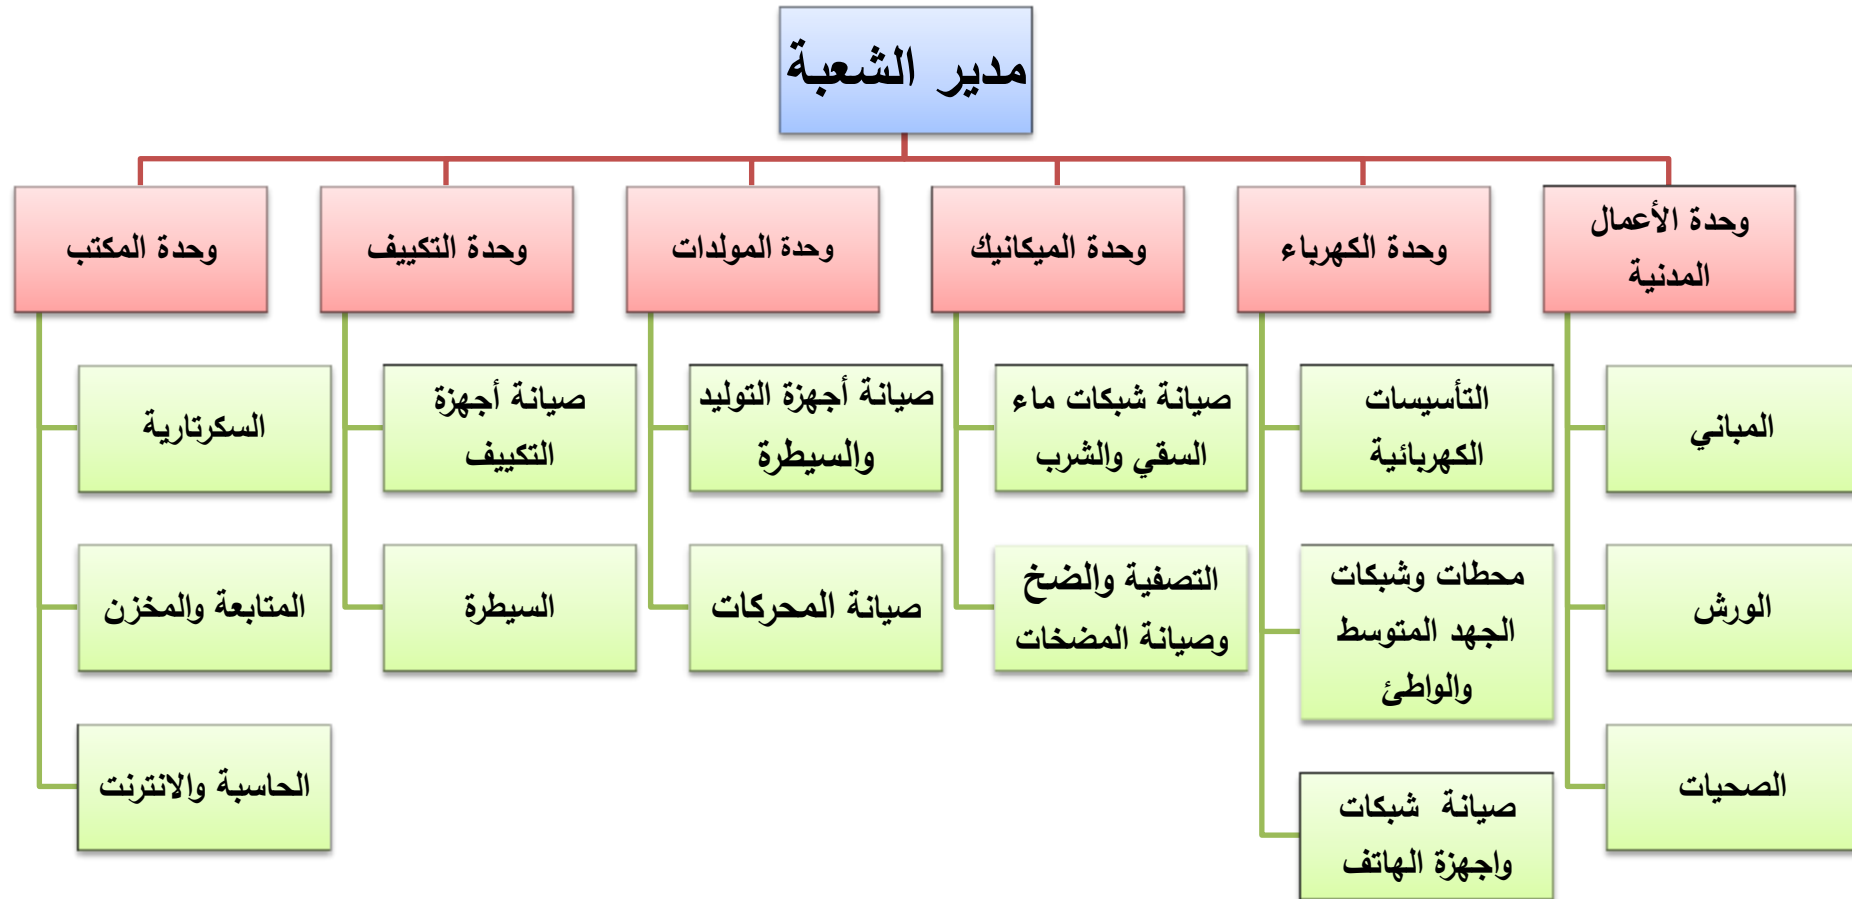 مدير الشعبة
وحدة الأعمال
المدنية
وحدة الكهرباء
وحدة الميكانيك
وحدة المولدات
وحدة التكييف
وحدة المكتب
المباني
الورش
الصحيات
التأسيسات
الكهربائية
محطات وشبكات
الجهد المتوسط
والواطئ
صيانة شبكات
واجهزة الهاتف
صيانة شبكات ماء
السقي والشرب
التصفية والضخ
وصيانة المضخات
صيانة أجهزة التوليد
والسيطرة
صيانة المحركات
صيانة أجهزة
التكييف
السيطرة
السكرتارية
المتابعة والمخزن
الحاسبة والانترنت